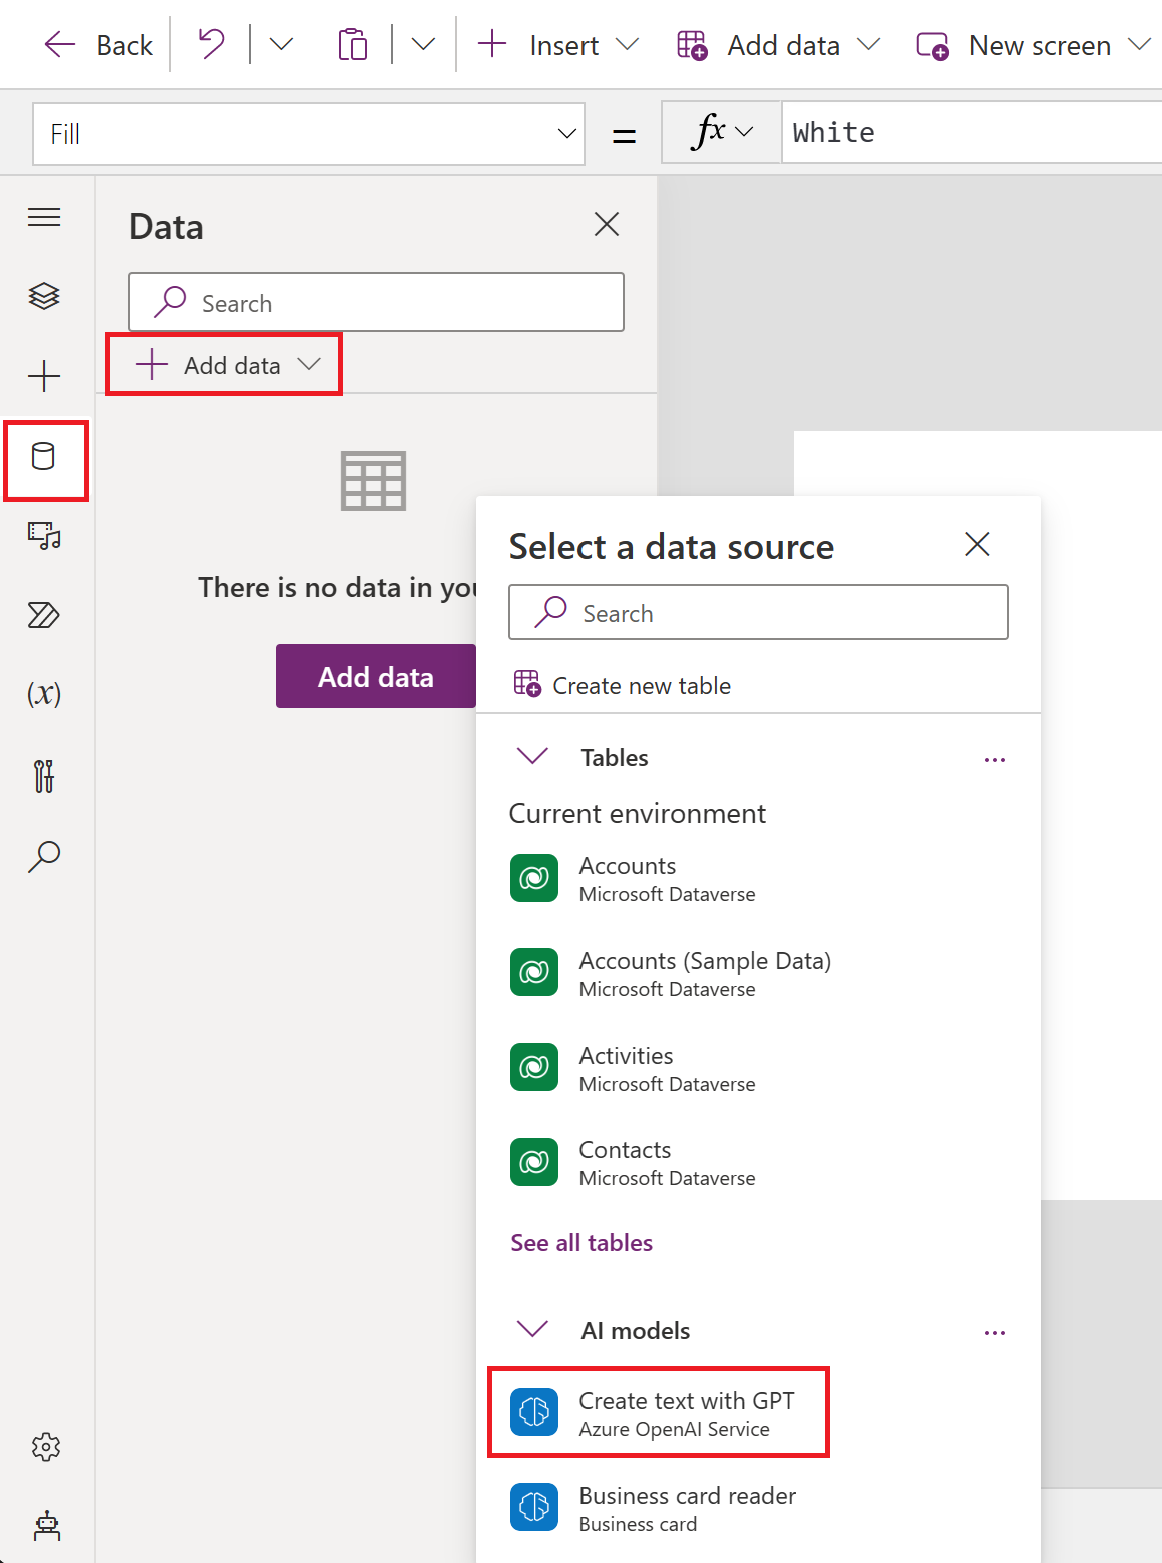 Back
Insert
Add data
New screen
Fill
=
fx
White
Data
Search
Add data
There is no data in you
Add data
(x)
Select a data source
Search
Create new table
Tables
...
Current environment
Accounts
Microsoft Dataverse
Accounts (Sample Data)
Microsoft Dataverse
Activities
Microsoft Dataverse
Contacts
Microsoft Dataverse
See all tables
AI models
...
Create text with GPT
Azure OpenAI Service
Business card reader
Business card